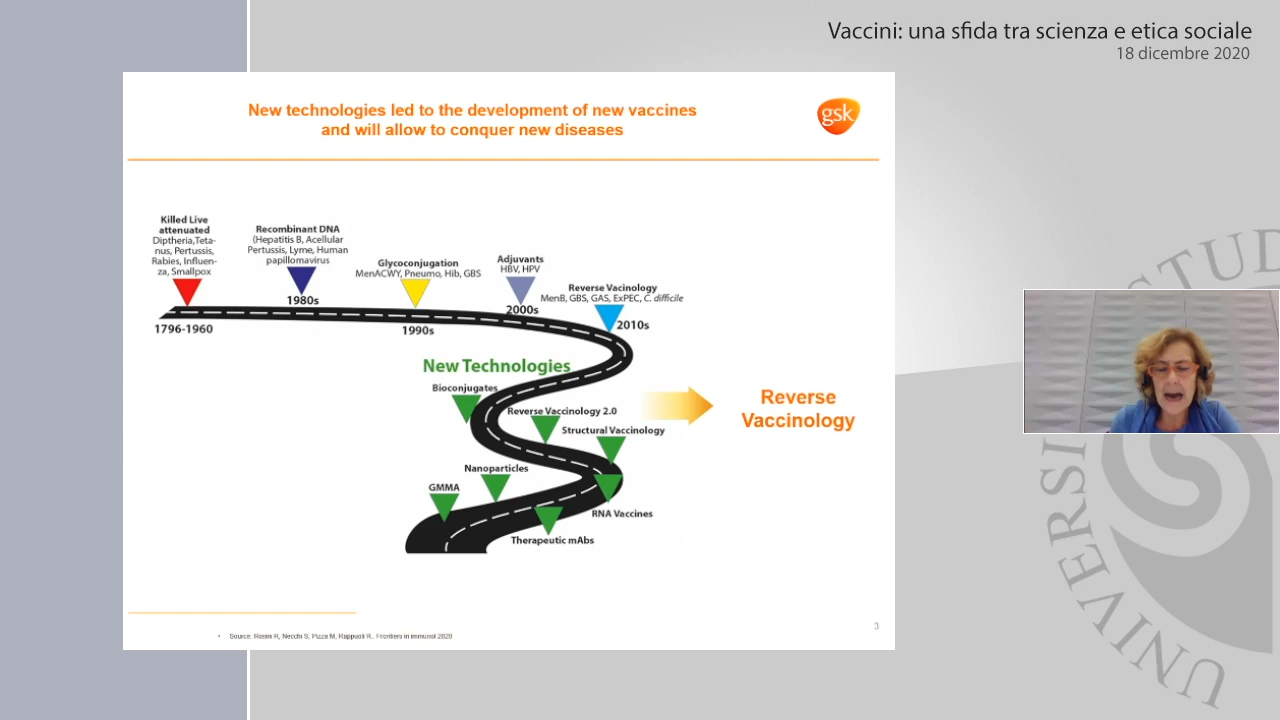 Vaccini: una sfida tra scienza e etica sociale
18 dicembre 2020
New technologies led to the development of new vaccines
and will allow to conquer new diseases
gsk
Killed Live
attenuated
Diptheria,Teta-
nus, Pertussis,
Rabies, Influen-
za, Smallpox
1796-1960
Recombinant DNA
(Hepatitis B, Acellular
Pertussis, Lyme, Human
papillomavirus
1980s
Glycoconjugation
MenACWY, Pneumo, Hib, GBS
1990s
Adjuvants
HBV, HPV
2000s
Reverse Vacinology
MenB, GBS, GAS, ExPEC, C. difficile
2010s
New Technologies
Bioconjugates
Reverse Vaccinology 2.0
Structural Vaccinology
Nanoparticles
GMMA
RNA Vaccines
Therapeutic mAbs
Reverse
Vaccinology
• Source: Rosini R, Necchi S, Pizza M, Rappuoli R.. Frontiers in immunol 2020
3
UNIVERSI
STUD